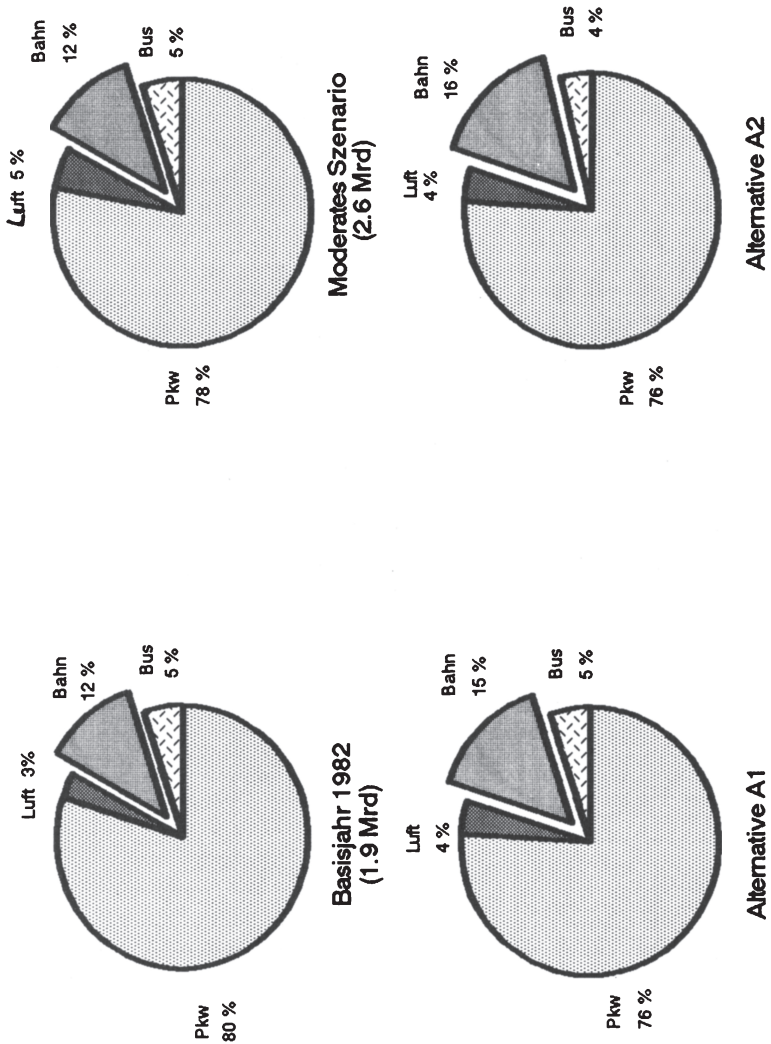 Luft 3%
Bahn
12 %
Bus
5 %
Pkw
80 %
Basisjahr 1982
(1.9 Mrd)
Luft 5 %
Bahn
12 %
Bus
5 %
Pkw
78 %
Moderates Szenario
(2.6 Mrd)
Luft
4 %
Bahn
15 %
Bus
5 %
Pkw
76 %
Alternative A1
Luft
4 %
Bahn
16 %
Bus
4 %
Pkw
76 %
Alternative A2